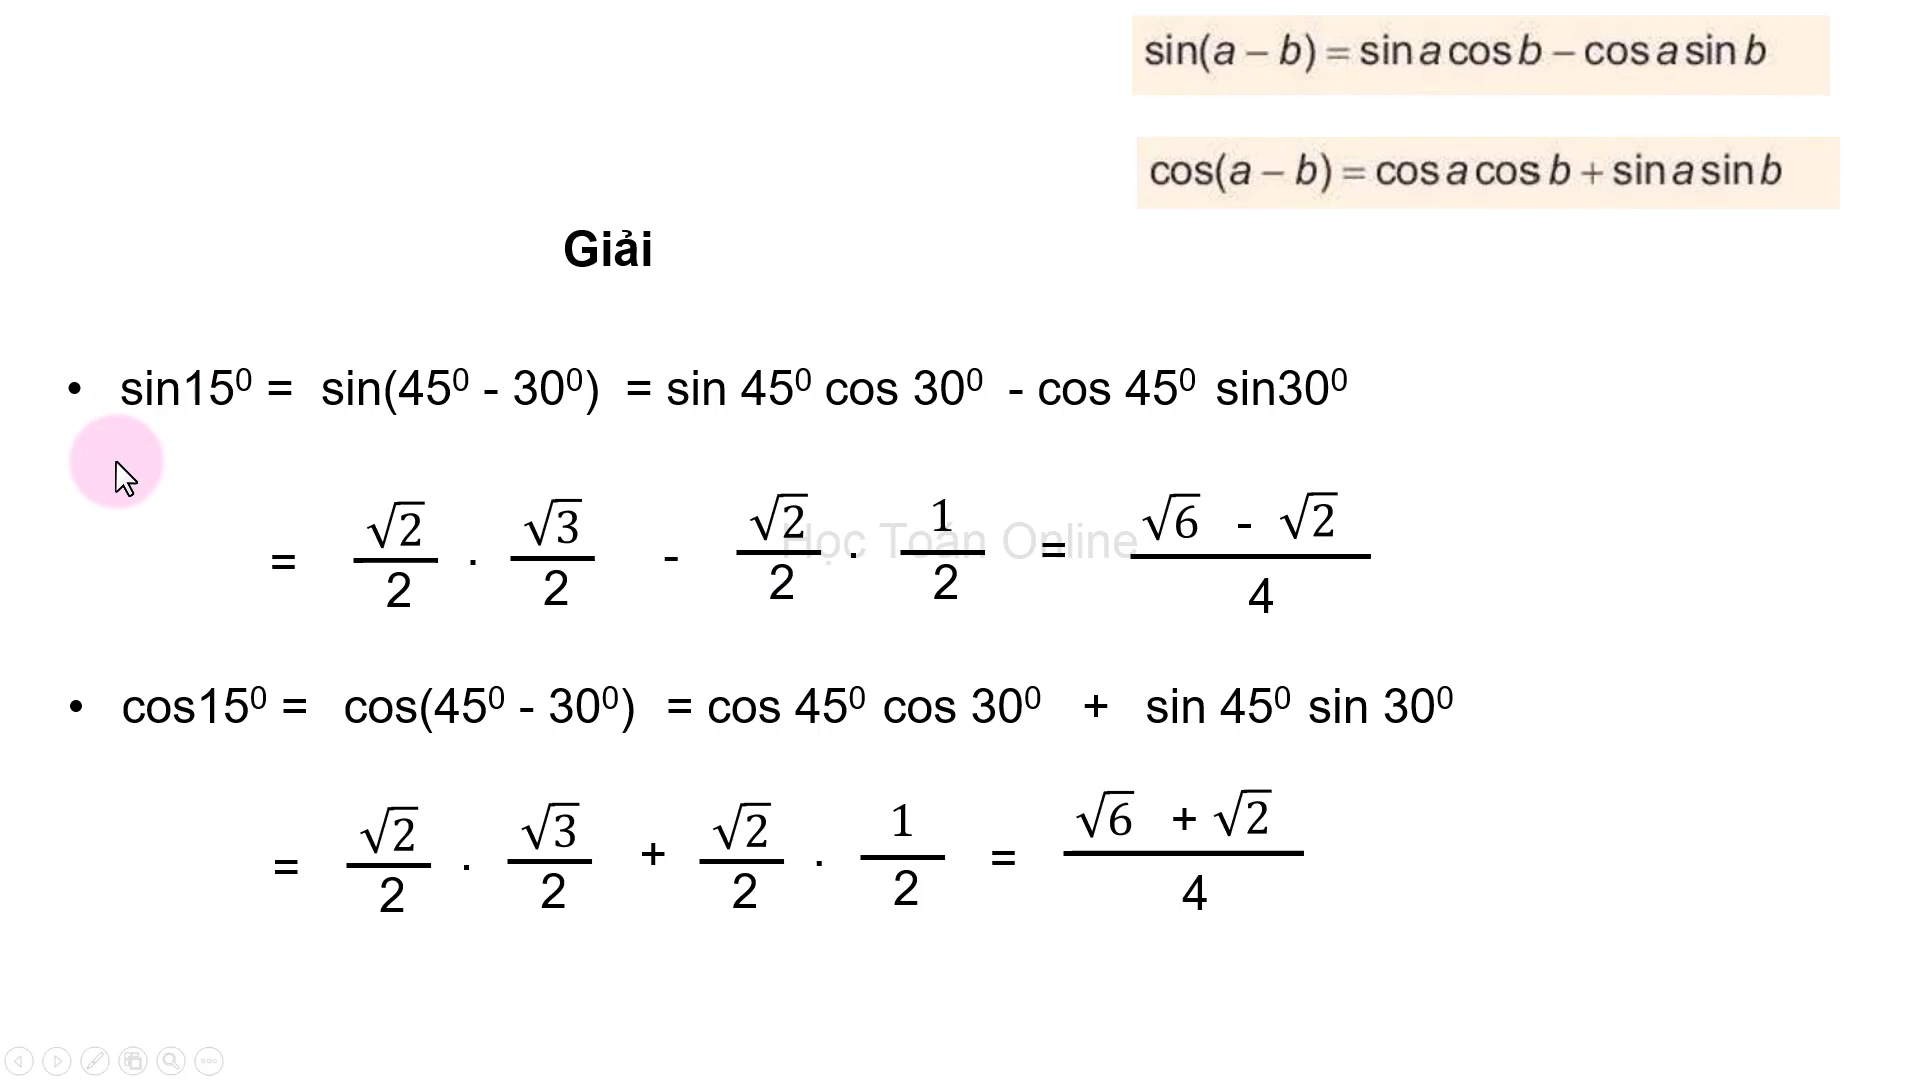 sin(a – b) = sin a cos b – cos a sin b
cos(a – b) = cos a cos b + sin a sin b
Giải
• sin15⁰ = sin(45⁰ - 30⁰) = sin 45⁰ cos 30⁰ - cos 45⁰ sin30⁰
= √2/2 . √3/2 - √2/2 . 1/2 = (√6 - √2)/4
Học Toán Online
• cos15⁰ = cos(45⁰ - 30⁰) = cos 45⁰ cos 30⁰ + sin 45⁰ sin 30⁰
= √2/2 . √3/2 + √2/2 . 1/2 = (√6 + √2)/4